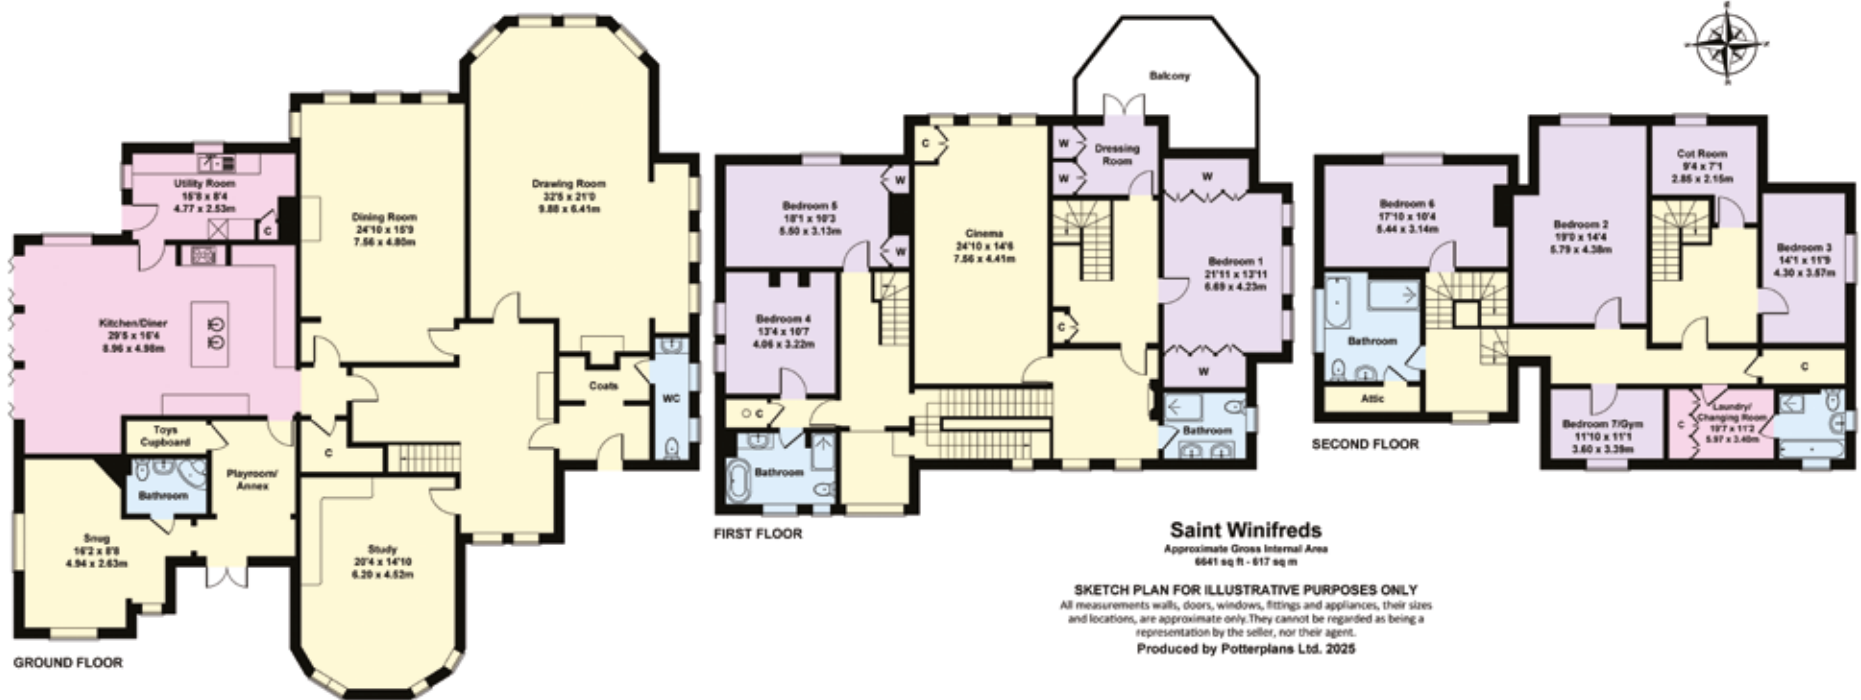 Utility Room
15'8 x 8'4
4.77 x 2.53m
C
Kitchen/Diner
29'5 x 16'4
8.96 x 4.98m
Dining Room
24'10 x 15'9
7.56 x 4.80m
Drawing Room
32'5 x 21'0
9.88 x 6.41m
Coats
WC
Toys
Cupboard
C
Playroom/
Annex
Bathroom
Snug
16'2 x 8'8
4.94 x 2.63m
Study
20'4 x 14'10
6.20 x 4.52m
GROUND FLOOR
Balcony
C
W
W
Dressing
Room
W
Bedroom 5
18'1 x 10'3
5.50 x 3.13m
W
W
Cinema
24'10 x 14'6
7.56 x 4.41m
Bedroom 1
21'11 x 13'11
6.69 x 4.23m
Bedroom 4
13'4 x 10'7
4.06 x 3.22m
C
W
C
Bathroom
Bathroom
FIRST FLOOR
N
Cot Room
9'4 x 7'1
2.85 x 2.15m
Bedroom 6
17'10 x 10'4
5.44 x 3.14m
Bedroom 2
19'0 x 14'4
5.79 x 4.38m
Bedroom 3
14'1 x 11'9
4.30 x 3.57m
Bathroom
Attic
C
Bedroom 7/Gym
11'10 x 11'1
3.60 x 3.39m
C
Laundry/
Changing Room
19'7 x 11'2
5.97 x 3.40m
SECOND FLOOR
Saint Winifreds
Approximate Gross Internal Area
6641 sq ft - 617 sq m
SKETCH PLAN FOR ILLUSTRATIVE PURPOSES ONLY
All measurements walls, doors, windows, fittings and appliances, their sizes
and locations, are approximate only. They cannot be regarded as being a
representation by the seller, nor their agent.
Produced by Potterplans Ltd. 2025